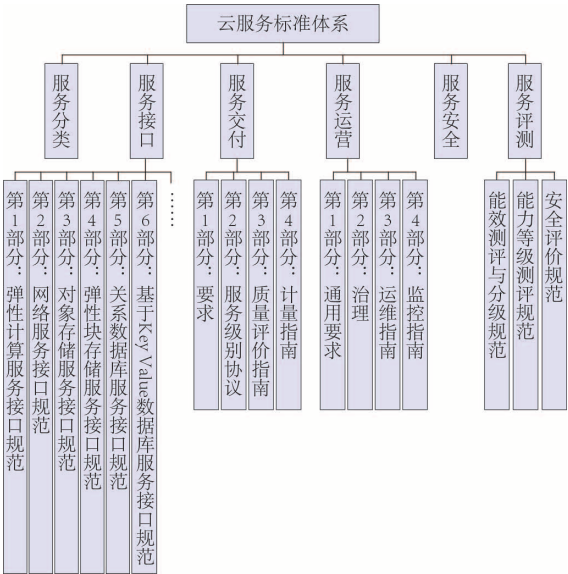 云服务标准体系
服务分类
服务接口
服务交付
服务运营
服务安全
服务评测
第1部分：弹性计算服务接口规范
第2部分：网络服务接口规范
第3部分：对象存储服务接口规范
第4部分：弹性块存储服务接口规范
第5部分：关系数据库服务接口规范
第6部分：基于Key Value数据库服务接口规范
……
第1部分：要求
第2部分：服务级别协议
第3部分：质量评价指南
第4部分：计量指南
第1部分：通用要求
第2部分：治理
第3部分：运维指南
第4部分：监控指南
能效测评与分级规范
能力等级测评规范
安全评价规范